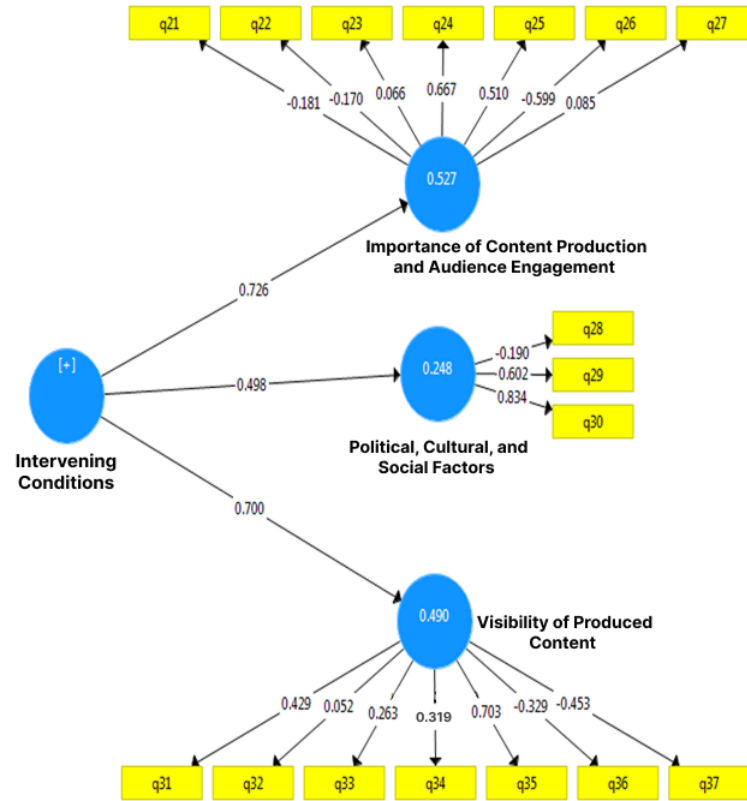 q21 q22 q23 q24 q25 q26 q27
-0.181 -0.170 0.066 0.667 0.510 -0.599 0.085
0.527
Importance of Content Production
and Audience Engagement
0.726
[+]
Intervening
Conditions
0.498
0.248
-0.190
0.602
0.834
q28
q29
q30
Political, Cultural, and
Social Factors
0.700
0.490
Visibility of Produced
Content
0.429 0.052 0.263 0.319 0.703 -0.329 -0.453
q31 q32 q33 q34 q35 q36 q37